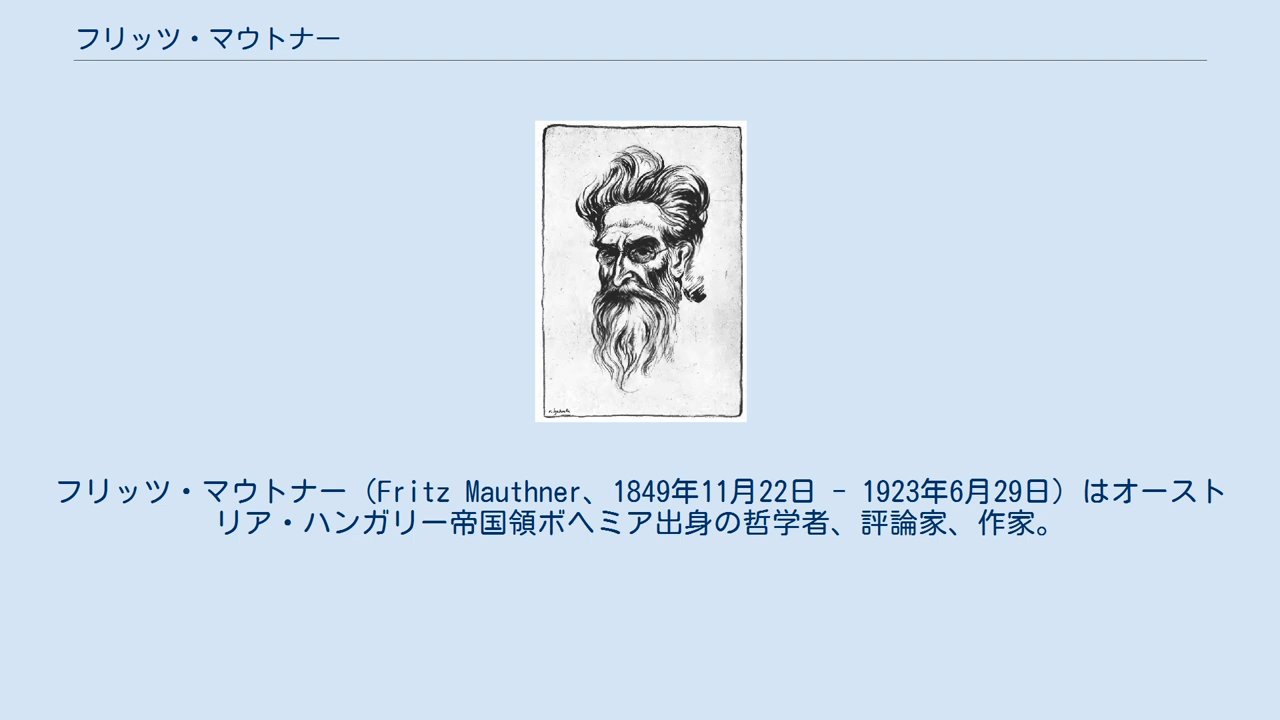 フリッツ・マウトナー
フリッツ・マウトナー（Fritz Mauthner、1849年11月22日 - 1923年6月29日）はオースト
リア・ハンガリー帝国領ボヘミア出身の哲学者、評論家、作家。